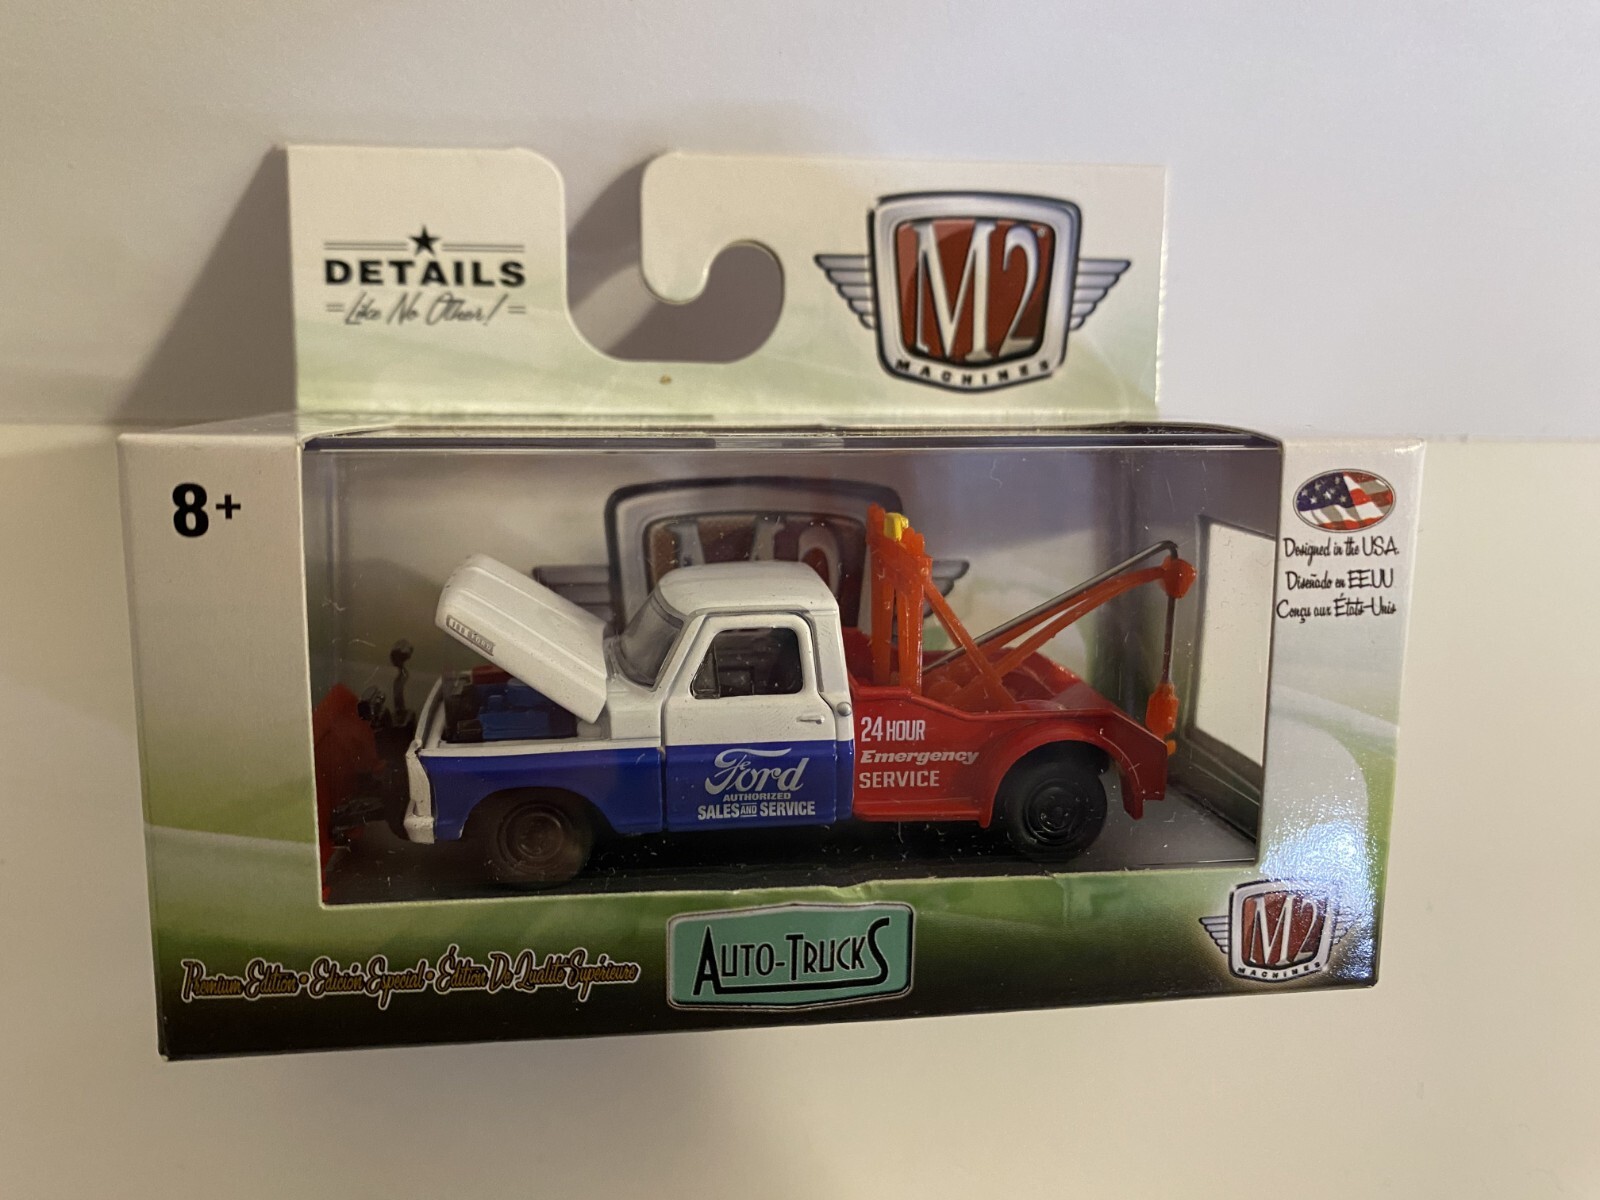 DETAILS
Like No Other!
M2
MACHINES
8+
Designed in the USA.
Diseñado en EEUU
Conçu aux États-Unis
24 HOUR
Emergency
SERVICE
Ford
AUTHORIZED
SALES AND SERVICE
Premium Edition • Edición Especial • Édition De Qualité Supérieure
AUTO-TRUCKS
M2
MACHINES